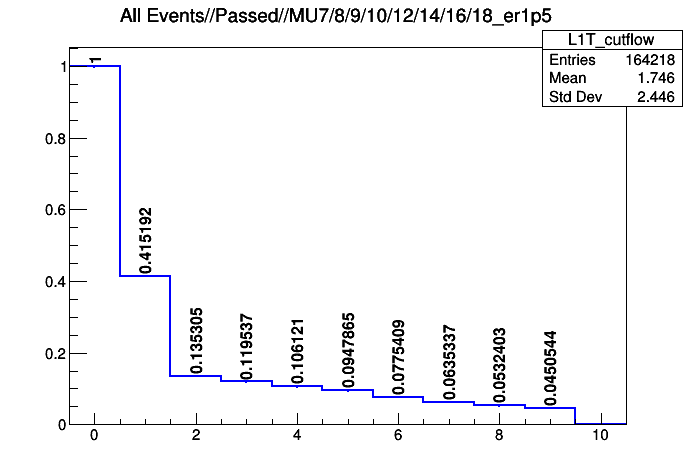 All Events//Passed//MU7/8/9/10/12/14/16/18_er1p5
L1T_cutflow
Entries 164218
Mean 1.746
Std Dev 2.446
1
0.8
0.6
0.4
0.2
0
1
0.415192
0.135305
0.119537
0.106121
0.0947865
0.0775409
0.0635337
0.0532403
0.0450544
0 2 4 6 8 10